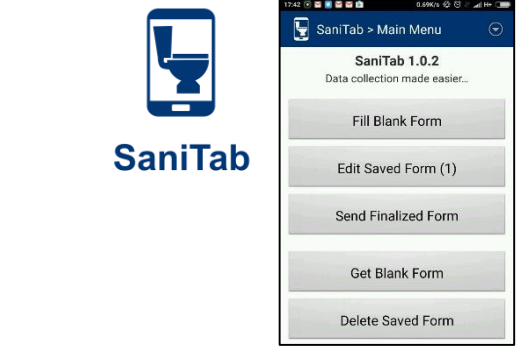 SaniTab
17:42
0.69K/s H+
SaniTab > Main Menu
SaniTab 1.0.2
Data collection made easier...
Fill Blank Form
Edit Saved Form (1)
Send Finalized Form
Get Blank Form
Delete Saved Form